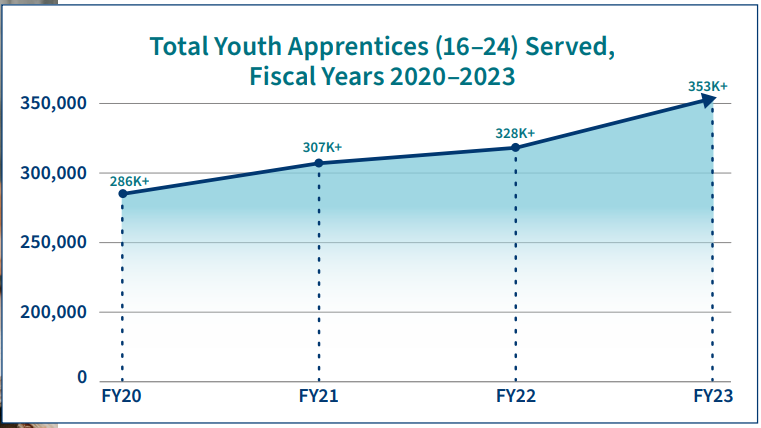 Total Youth Apprentices (16–24) Served,
Fiscal Years 2020–2023
353K+
350,000
328K+
307K+
300,000
286K+
250,000
200,000
0
FY20 FY21 FY22 FY23